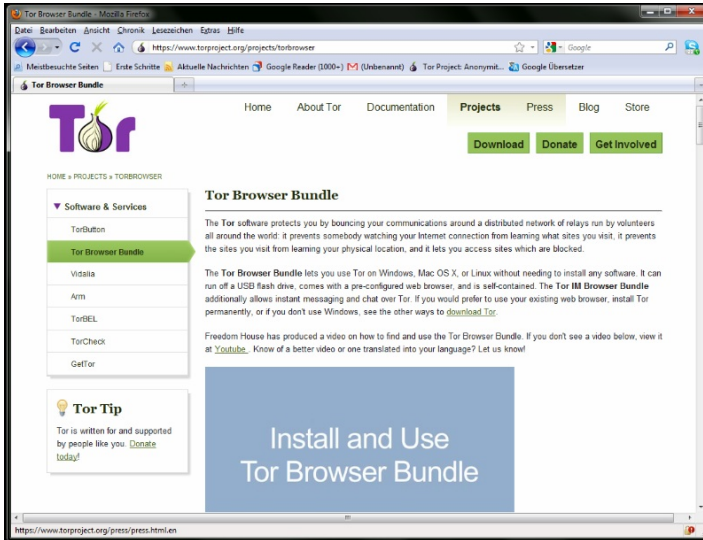 Tor Browser Bundle - Mozilla Firefox
Datei Bearbeiten Ansicht Chronik Lesezeichen Extras Hilfe
https://www.torproject.org/projects/torbrowser
Google
Meistbesuchte Seiten Erste Schritte Aktuelle Nachrichten Google Reader (1000+) (Unbenannt) Tor Project: Anonymit... Google Übersetzer
Tor Browser Bundle
Tor
Home About Tor Documentation Projects Press Blog Store
Download Donate Get Involved
HOME » PROJECTS » TORBROWSER
Software & Services
TorButton
Tor Browser Bundle
Vidalia
Arm
TorBEL
TorCheck
GetTor
Tor Tip
Tor is written for and supported
by people like you. Donate
today!
Tor Browser Bundle
The Tor software protects you by bouncing your communications around a distributed network of relays run by volunteers
all around the world: it prevents somebody watching your Internet connection from learning what sites you visit, it prevents
the sites you visit from learning your physical location, and it lets you access sites which are blocked.
The Tor Browser Bundle lets you use Tor on Windows, Mac OS X, or Linux without needing to install any software. It can
run off a USB flash drive, comes with a pre-configured web browser, and is self-contained. The Tor IM Browser Bundle
additionally allows instant messaging and chat over Tor. If you would prefer to use your existing web browser, install Tor
permanently, or if you don't use Windows, see the other ways to download Tor.
Freedom House has produced a video on how to find and use the Tor Browser Bundle. If you don't see a video below, view it
at Youtube . Know of a better video or one translated into your language? Let us know!
Install and Use
Tor Browser Bundle
https://www.torproject.org/press/press.html.en